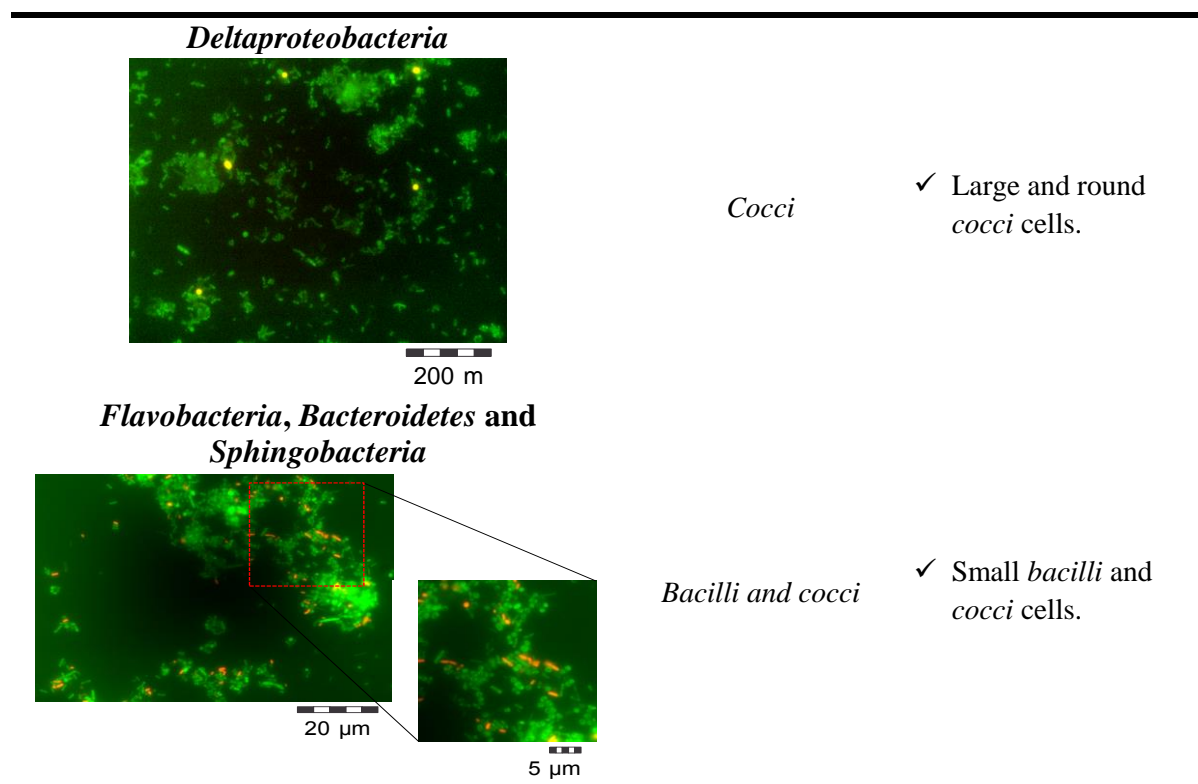 Deltaproteobacteria
Cocci
✓ Large and round
cocci cells.
200 m
Flavobacteria, Bacteroidetes and
Sphingobacteria
Bacilli and cocci
✓ Small bacilli and
cocci cells.
20 µm
5 µm